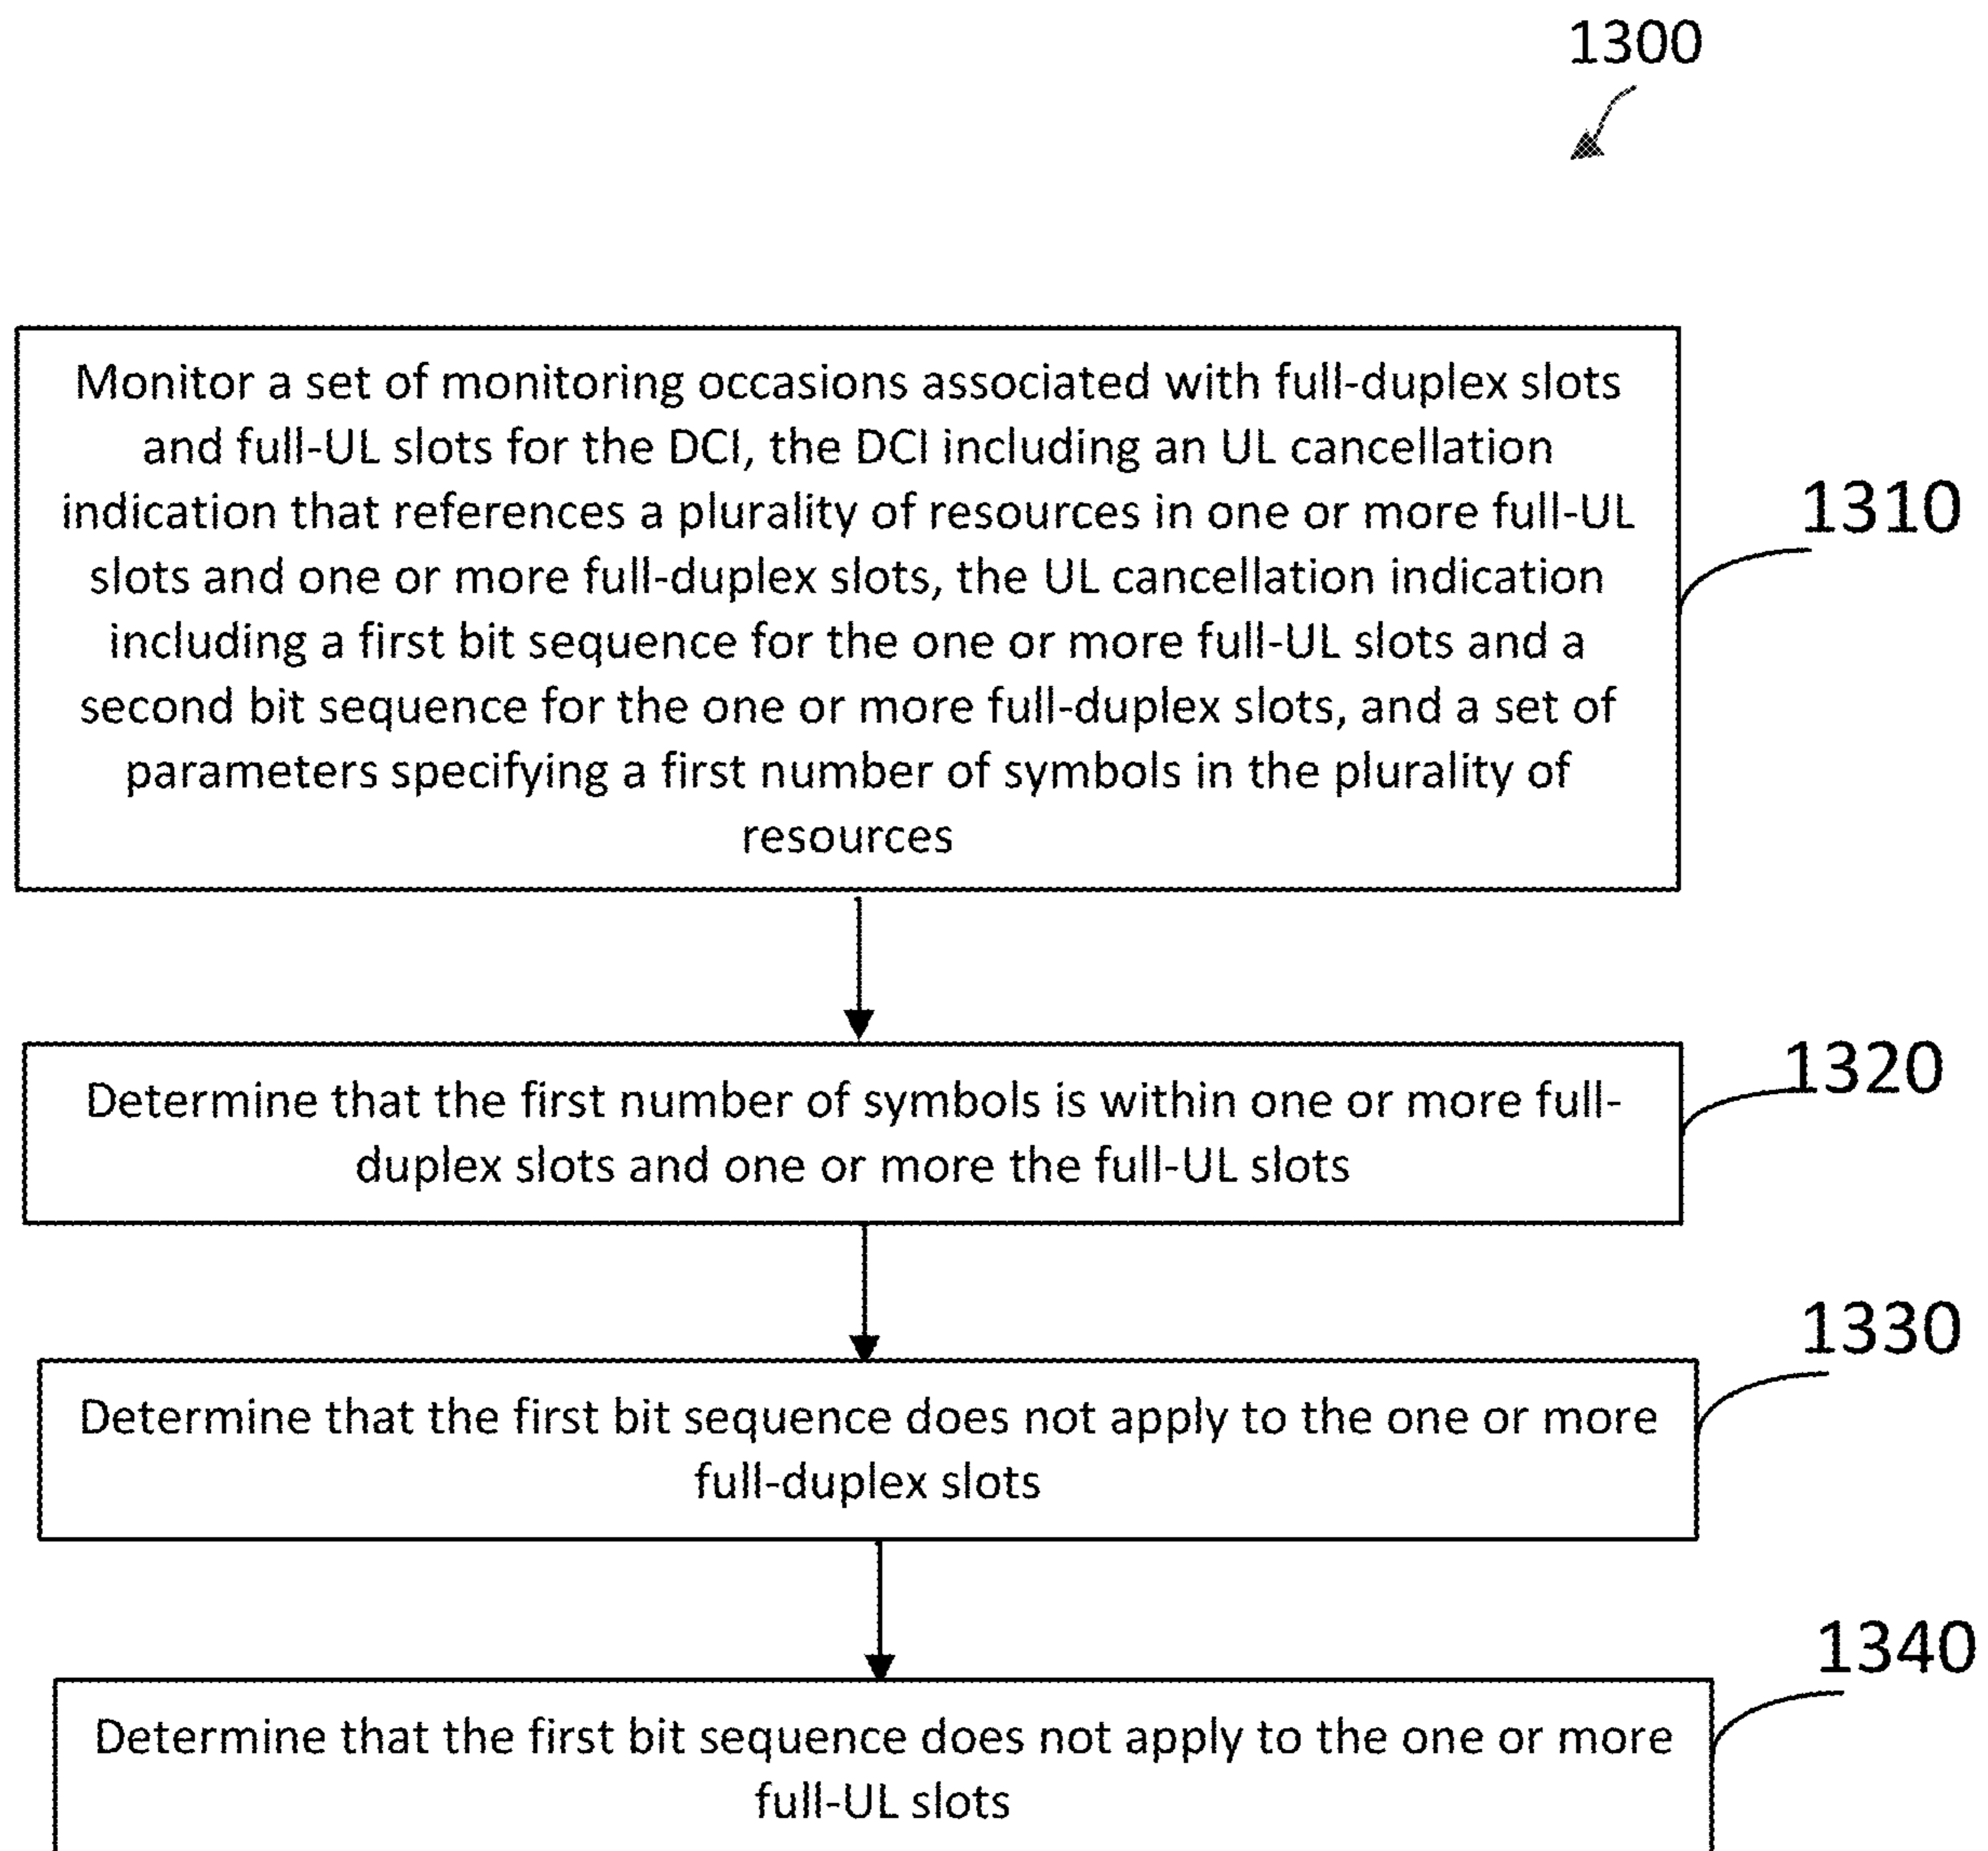 1300
Monitor a set of monitoring occasions associated with full-duplex slots
and full-UL slots for the DCI, the DCI including an UL cancellation
indication that references a plurality of resources in one or more full-UL
slots and one or more full-duplex slots, the UL cancellation indication
including a first bit sequence for the one or more full-UL slots and a
second bit sequence for the one or more full-duplex slots, and a set of
parameters specifying a first number of symbols in the plurality of
resources
1310
Determine that the first number of symbols is within one or more full-
duplex slots and one or more the full-UL slots
1320
Determine that the first bit sequence does not apply to the one or more
full-duplex slots
1330
Determine that the first bit sequence does not apply to the one or more
full-UL slots
1340